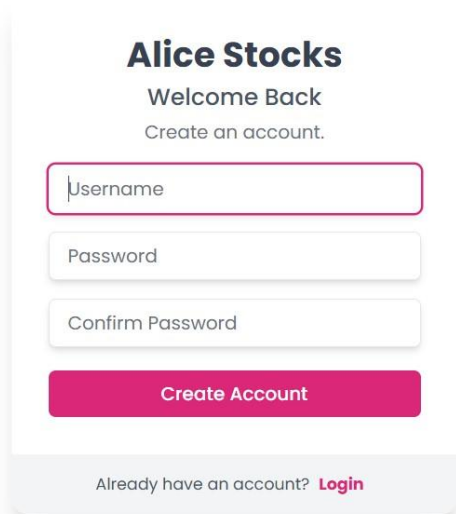 Alice Stocks
Welcome Back
Create an account.
Username
Password
Confirm Password
Create Account
Already have an account? Login